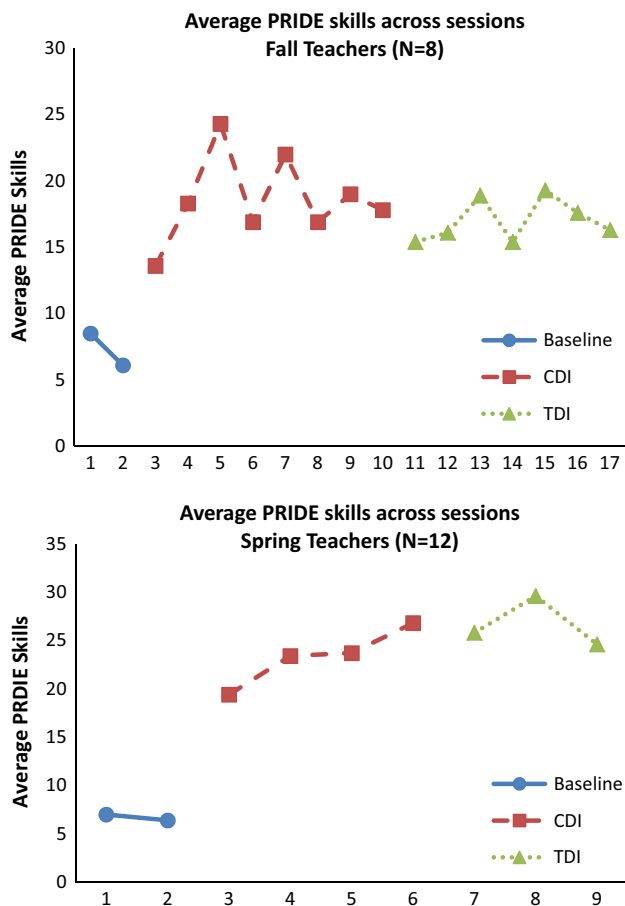 Average PRIDE skills across sessions
Fall Teachers (N=8)
Average PRIDE Skills
30
25
20
15
10
5
0
Baseline
CDI
TDI
1 2 3 4 5 6 7 8 9 10 11 12 13 14 15 16 17
Average PRIDE skills across sessions
Spring Teachers (N=12)
Average PRDIE Skills
35
30
25
20
15
10
5
0
Baseline
CDI
TDI
1 2 3 4 5 6 7 8 9